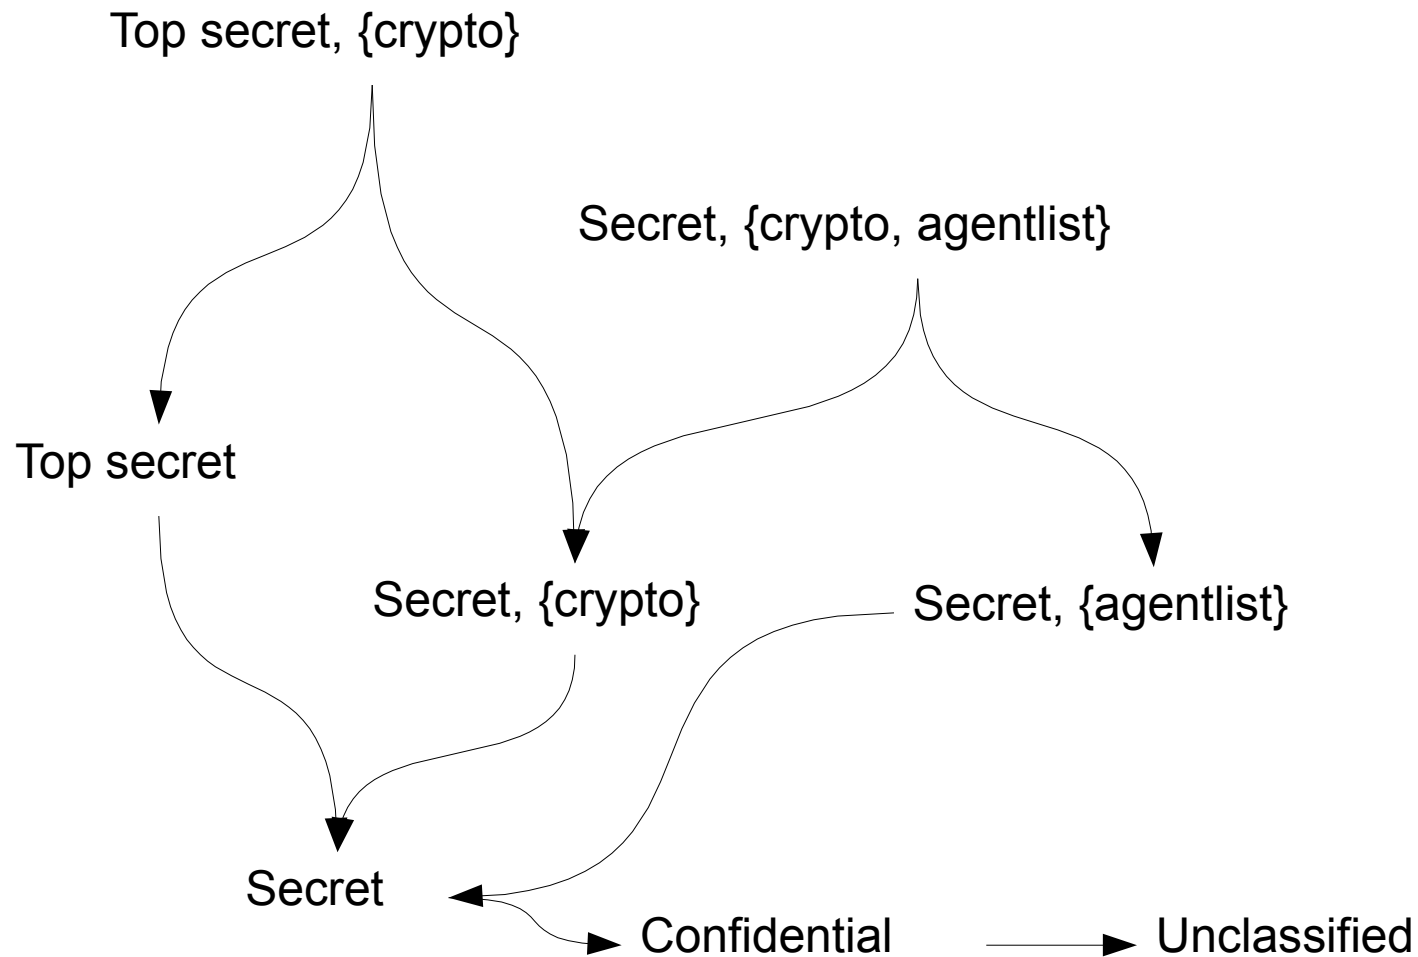 Top secret, {crypto}
Secret, {crypto, agentlist}
Top secret
Secret, {crypto}
Secret, {agentlist}
Secret
Confidential
Unclassified